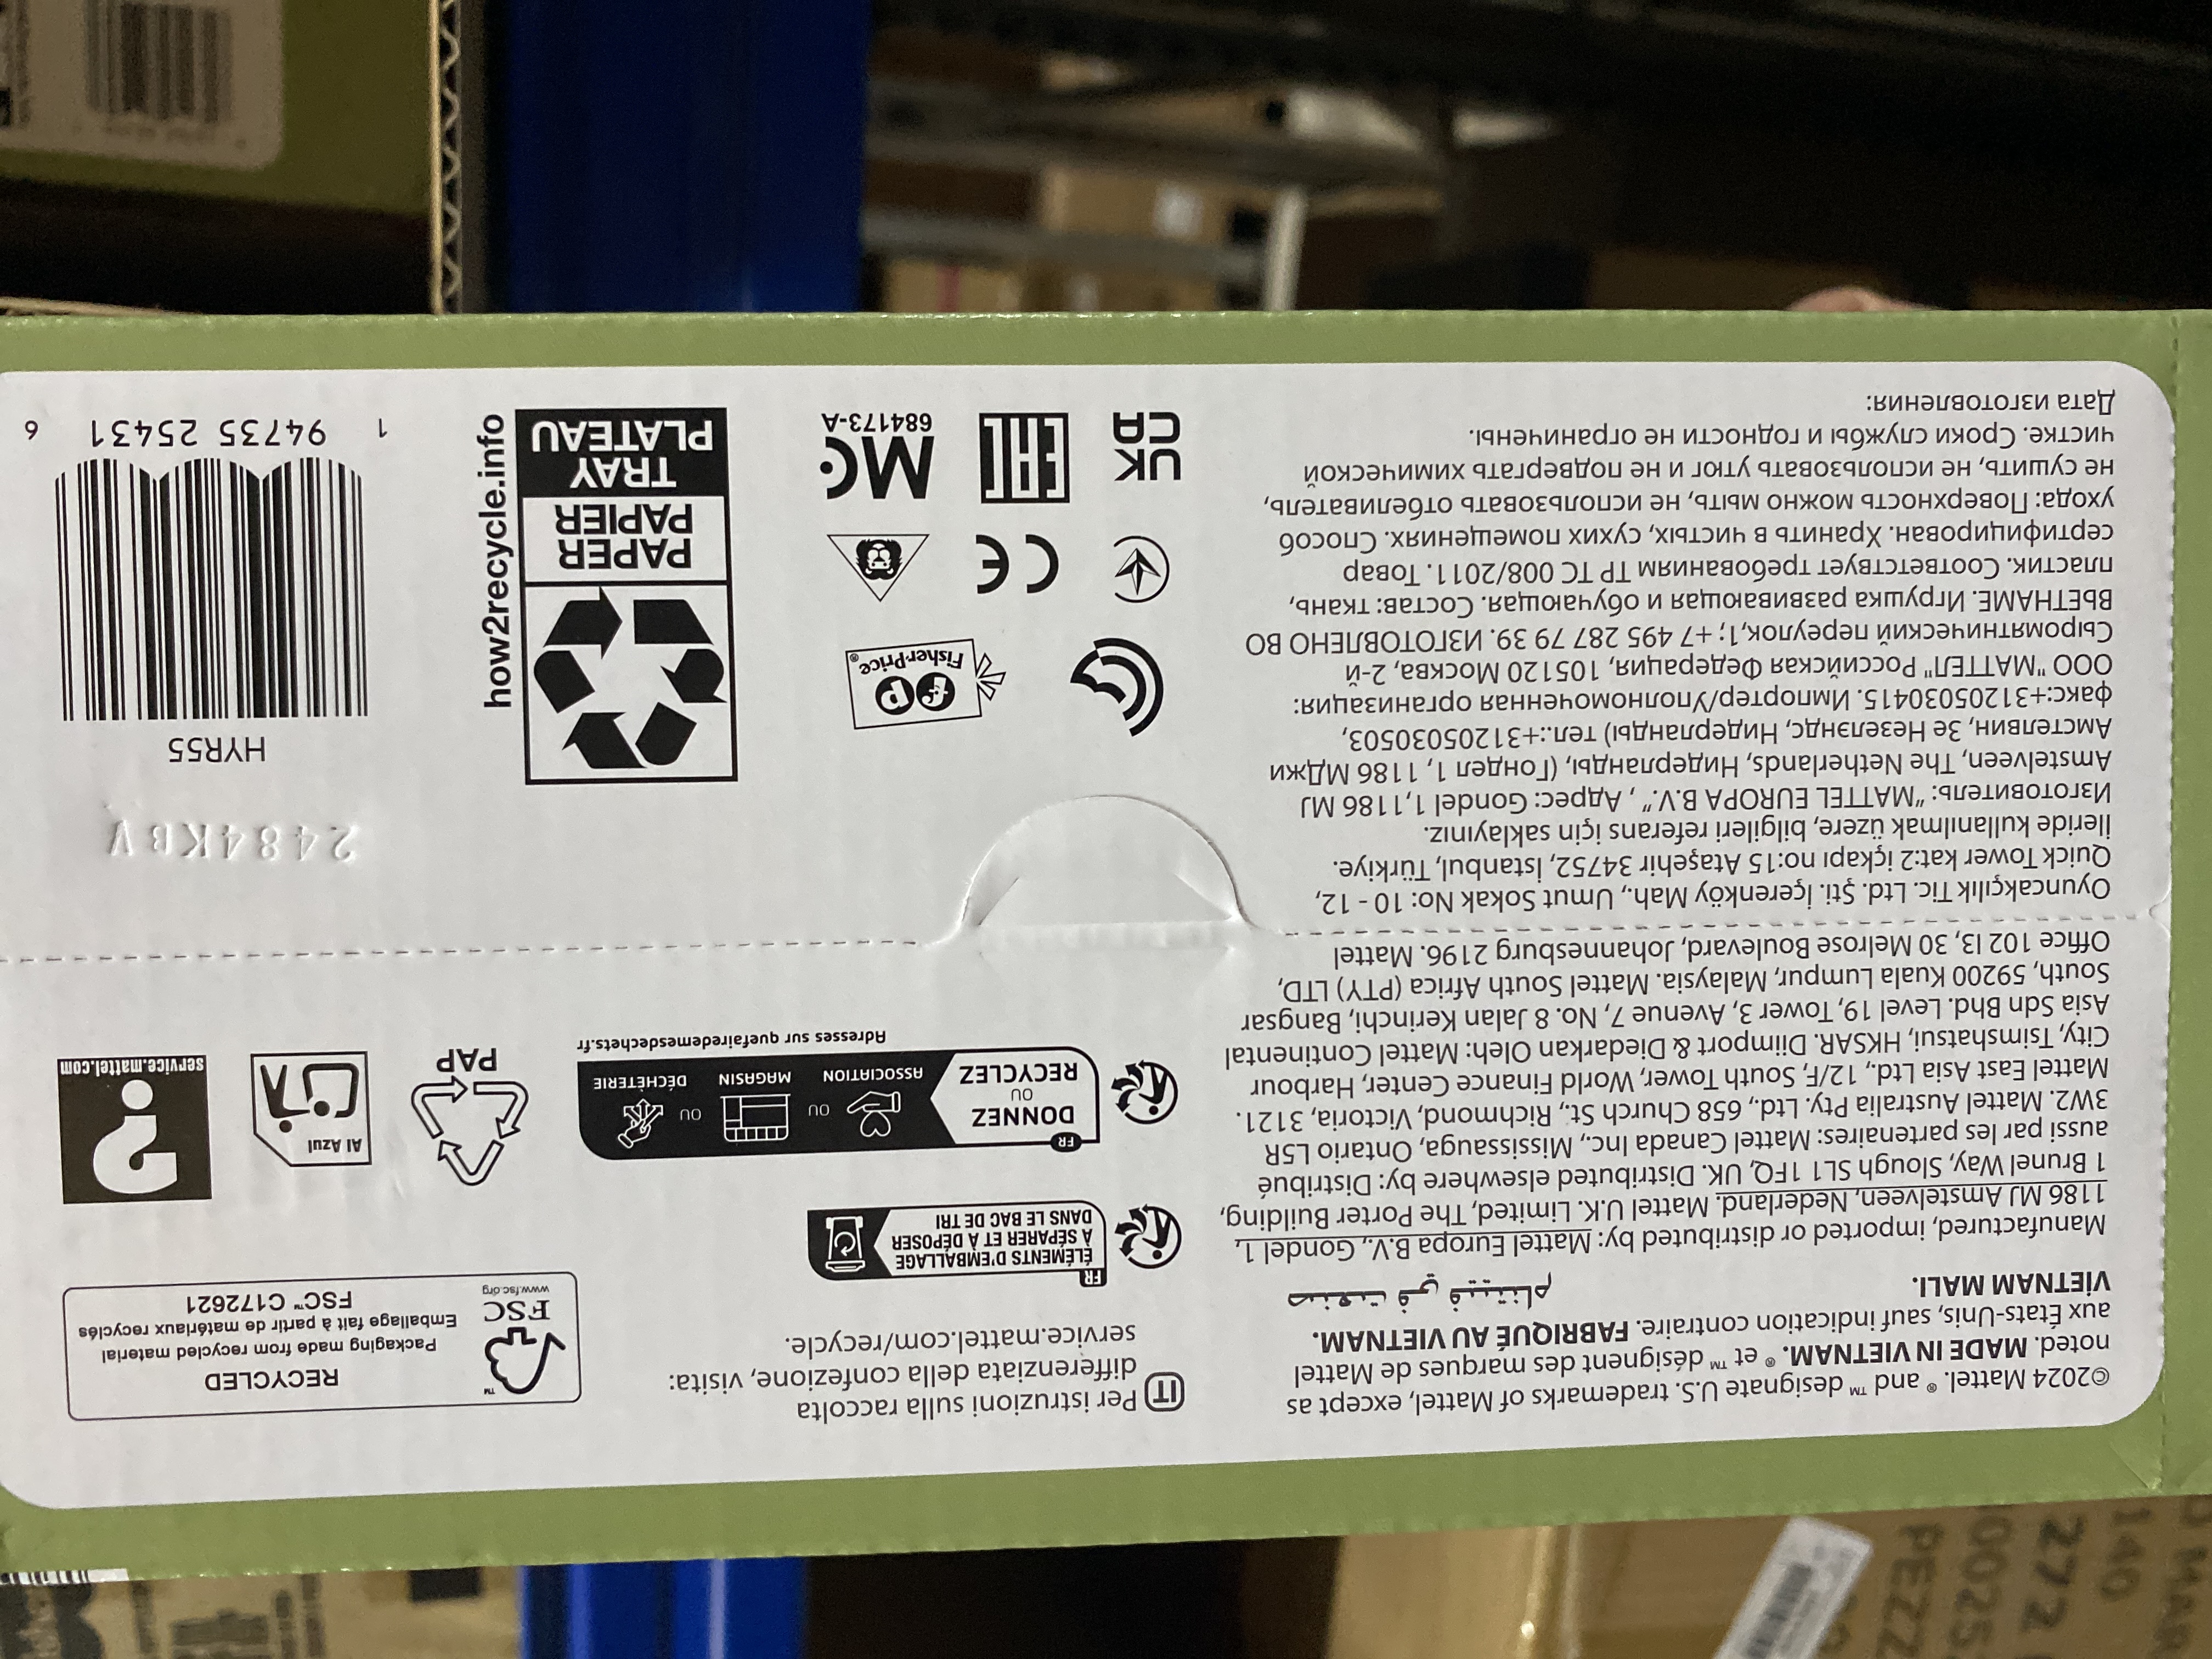 ©2024 Mattel. ® and ™ designate U.S. trademarks of Mattel, except as
noted. MADE IN VIETNAM. ® et ™ désignent des marques de Mattel
aux États-Unis, sauf indication contraire. FABRIQUÉ AU VIETNAM.
VİETNAM MALI. صنعت في فيتنام
Manufactured, imported or distributed by: Mattel Europa B.V., Gondel 1,
1186 MJ Amstelveen, Nederland. Mattel U.K. Limited, The Porter Building,
1 Brunel Way, Slough SL1 1FQ, UK. Distributed elsewhere by: Distribué
aussi par les partenaires: Mattel Canada Inc., Mississauga, Ontario L5R
3W2. Mattel Australia Pty. Ltd., 658 Church St., Richmond, Victoria, 3121.
Mattel East Asia Ltd., 12/F, South Tower, World Finance Center, Harbour
City, Tsimshatsui, HKSAR. Diimport & Diedarkan Oleh: Mattel Continental
Asia Sdn Bhd. Level 19, Tower 3, Avenue 7, No. 8 Jalan Kerinchi, Bangsar
South, 59200 Kuala Lumpur, Malaysia. Mattel South Africa (PTY) LTD,
Office 102 I3, 30 Melrose Boulevard, Johannesburg 2196. Mattel
Oyuncakçılık Tic. Ltd. Şti. İçerenköy Mah., Umut Sokak No: 10 - 12,
Quick Tower kat:2 içkapı no:15 Ataşehir 34752, İstanbul, Türkiye.
İleride kullanılmak üzere, bilgileri referans için saklayınız.
Изготовитель: "MATTEL EUROPA B.V." , Адрес: Gondel 1,1186 MJ
Amstelveen, The Netherlands, Нидерланды, (Гондел 1, 1186 МДжи
Амстелвин, Зе Незелэндс, Нидерланды) тел.:+31205030503,
факс:+31205030415. Импортер/Уполномоченная организация:
ООО "МАТТЕЛ" Российская Федерация, 105120 Москва, 2-й
Сыромятнический переулок,1; +7 495 287 79 39. ИЗГОТОВЛЕНО ВО
ВЬЕТНАМЕ. Игрушка развивающая и обучающая. Состав: ткань,
пластик. Соответствует требованиям ТР ТС 008/2011. Товар
сертифицирован. Хранить в чистых, сухих помещениях. Способ
ухода: Поверхность можно мыть, не использовать отбеливатель,
не сушить, не использовать утюг и не подвергать химической
чистке. Сроки службы и годности не ограничены.
Дата изготовления:
IT Per istruzioni sulla raccolta
differenziata della confezione, visita:
service.mattel.com/recycle.
FR
ÉLÉMENTS D'EMBALLAGE
À SÉPARER ET À DÉPOSER
DANS LE BAC DE TRI
FR
DONNEZ
OU
RECYCLEZ
ASSOCIATION
OU
MAGASIN
OU
DÉCHÈTERIE
Adresses sur quefairedemesdechets.fr
™
FSC
www.fsc.org
RECYCLED
Packaging made from recycled material
Emballage fait à partir de matériaux recyclés
FSC™ C172621
PAP
Al Azul
service.mattel.com
f p
Fisher-Price®
CE
UK
CA
EAC
MC
684173-A
PAPER
PAPIER
TRAY
PLATEAU
how2recycle.info
2484KBV
HYR55
1 94735 25431 6
140
272
PEZZ